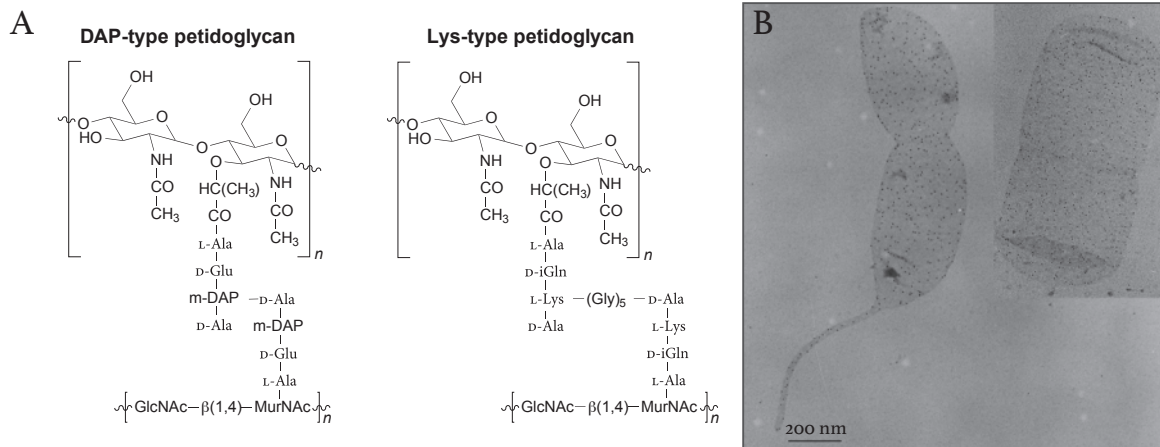 A
DAP-type petidoglycan
OH
OH
O
O
O
O
HO
NH
O
NH
CO
HC(CH₃)
CO
CH₃
CO
CH₃
n
L-Ala
D-Glu
m-DAP
D-Ala
D-Ala
m-DAP
D-Glu
L-Ala
GlcNAc–β(1,4)–MurNAc
n
Lys-type petidoglycan
OH
OH
O
O
O
O
HO
NH
O
NH
CO
HC(CH₃)
CO
CH₃
CO
CH₃
n
L-Ala
D-iGln
L-Lys
(Gly)₅
D-Ala
D-Ala
L-Lys
D-iGln
L-Ala
GlcNAc–β(1,4)–MurNAc
n
B
200 nm